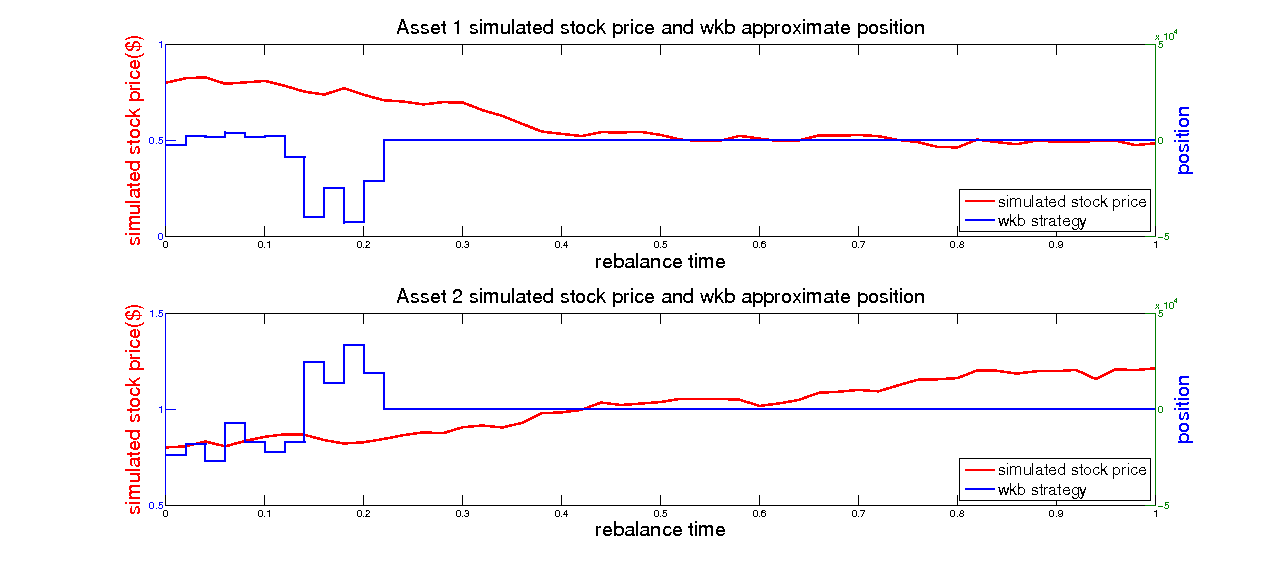 Asset 1 simulated stock price and wkb approximate position
simulated stock price($)
1
0.5
0
x 10^4
5
0
-5
position
simulated stock price
wkb strategy
0 0.1 0.2 0.3 0.4 0.5 0.6 0.7 0.8 0.9 1
rebalance time
Asset 2 simulated stock price and wkb approximate position
simulated stock price($)
1.5
1
0.5
x 10^4
5
0
-5
position
simulated stock price
wkb strategy
0 0.1 0.2 0.3 0.4 0.5 0.6 0.7 0.8 0.9 1
rebalance time